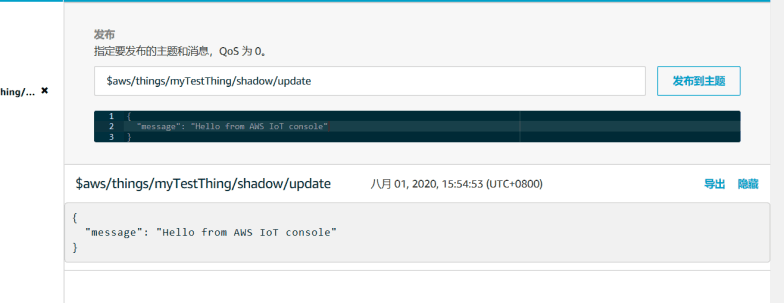 发布
指定要发布的主题和消息，QoS 为 0。
$aws/things/myTestThing/shadow/update
发布到主题
hing/... ✖
1 {
2 "message": "Hello from AWS IoT console"
3 }
$aws/things/myTestThing/shadow/update 八月 01, 2020, 15:54:53 (UTC+0800) 导出 隐藏
{
"message": "Hello from AWS IoT console"
}